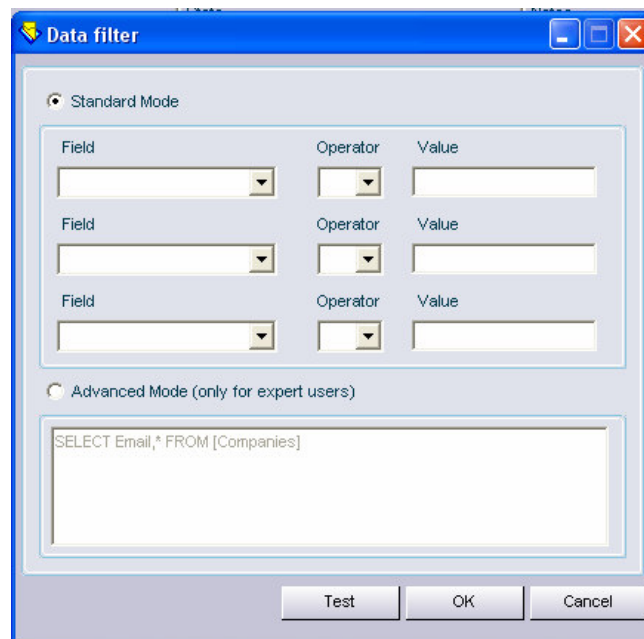 Data filter
Standard Mode
Field Operator Value
Field Operator Value
Field Operator Value
Advanced Mode (only for expert users)
SELECT Email,* FROM [Companies]
Test OK Cancel